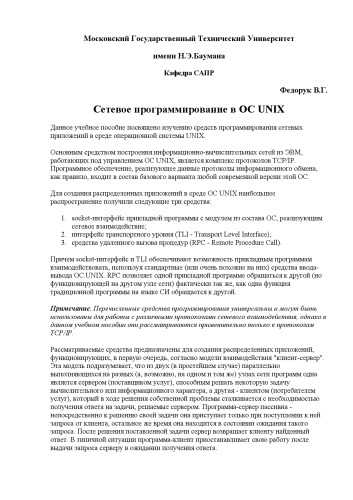 Московский Государственный Технический Университет
имени Н.Э.Баумана
Кафедра САПР
Федорук В.Г.
Сетевое программирование в ОС UNIX
Данное учебное пособие посвящено изучению средств программирования сетевых
приложений в среде операционной системы UNIX.
Основным средством построения информационно-вычислительных сетей из ЭВМ,
работающих под управлением ОС UNIX, является комплекс протоколов TCP/IP.
Программное обеспечение, реализующее данные протоколы информационного обмена,
как правило, входит в состав базового варианта любой современной версии этой ОС.
Для создания распределенных приложений в среде ОС UNIX наибольшее
распространение получили следующие три средства:
1. socket-интерфейс прикладной программы с модулем из состава ОС, реализующим
сетевое взаимодействие;
2. интерфейс транспортного уровня (TLI - Transport Level Interface);
3. средства удаленного вызова процедур (RPC - Remote Procedure Call).
Причем socket-интерфейс и TLI обеспечивают возможность прикладным программам
взаимодействовать, используя стандартные (или очень похожие на них) средства ввода-
вывода ОС UNIX. RPC позволяет одной прикладной программе обращаться к другой (но
функционирующей на другом узле сети) фактически так же, как одна функция
традиционной программы на языке СИ обращается к другой.
Примечание. Перечисленные средства программирования универсальны и могут быть
использованы для работы с различными протоколами сетевого взаимодействия, однако в
данном учебном пособии они рассматриваются применительно только к протоколам
TCP/IP.
Рассматриваемые средства предназначены для создания распределенных приложений,
функционирующих, в первую очередь, согласно модели взаимодействия "клиент-сервер".
Эта модель подразумевает, что из двух (в простейшем случае) параллельно
выполняющихся на разных (а, возможно, на одном и том же) узлах сети программ одна
является сервером (поставщиком услуг), способным решать некоторую задачу
вычислительного или информационного характера, а другая - клиентом (потребителем
услуг), который в ходе решения собственной проблемы сталкивается с необходимостью
получения ответа на задачи, решаемые сервером. Программа-сервер пассивна -
непосредственно к решению своей задачи она приступает только при поступлении к ней
запроса от клиента, остальное же время она находится в состоянии ожидания такого
запроса. После решения поставленной задачи сервер возвращает клиенту найденный
ответ. В типичной ситуации программа-клиент приостанавливает свою работу после
выдачи запроса серверу в ожидании получения ответа.